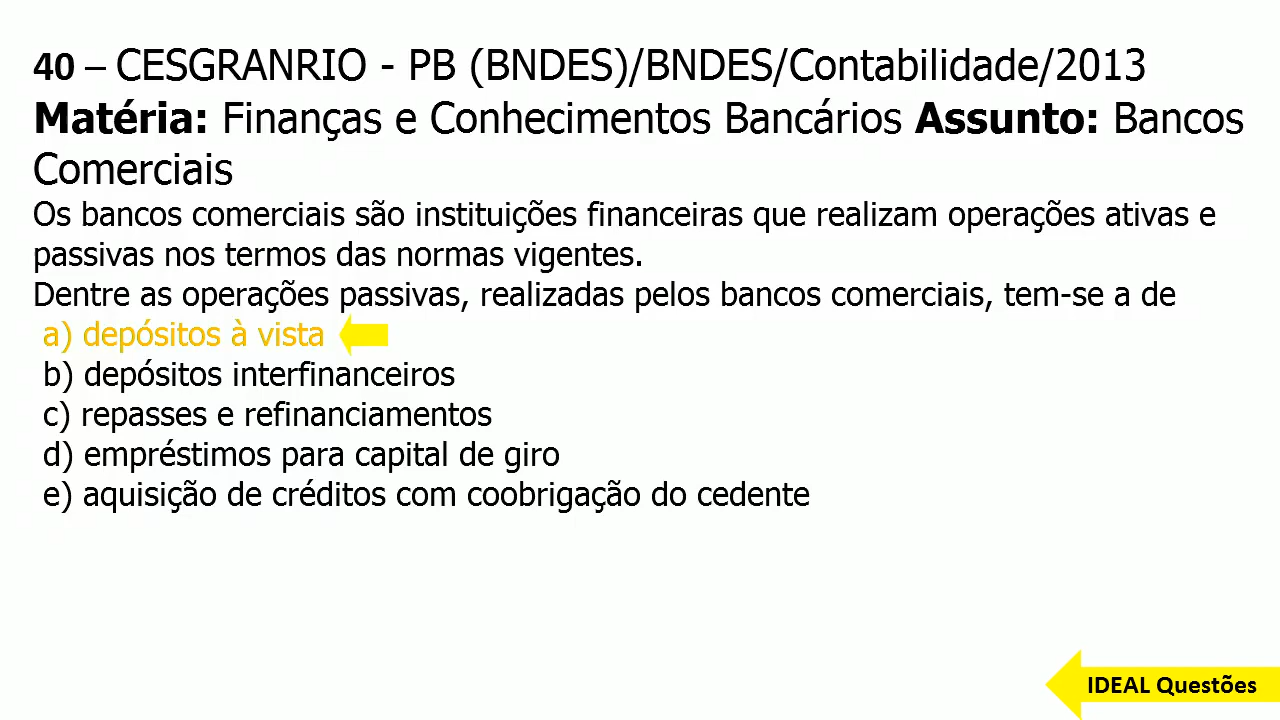 40 – CESGRANRIO - PB (BNDES)/BNDES/Contabilidade/2013
Matéria: Finanças e Conhecimentos Bancários Assunto: Bancos
Comerciais
Os bancos comerciais são instituições financeiras que realizam operações ativas e
passivas nos termos das normas vigentes.
Dentre as operações passivas, realizadas pelos bancos comerciais, tem-se a de
a) depósitos à vista
b) depósitos interfinanceiros
c) repasses e refinanciamentos
d) empréstimos para capital de giro
e) aquisição de créditos com coobrigação do cedente
IDEAL Questões